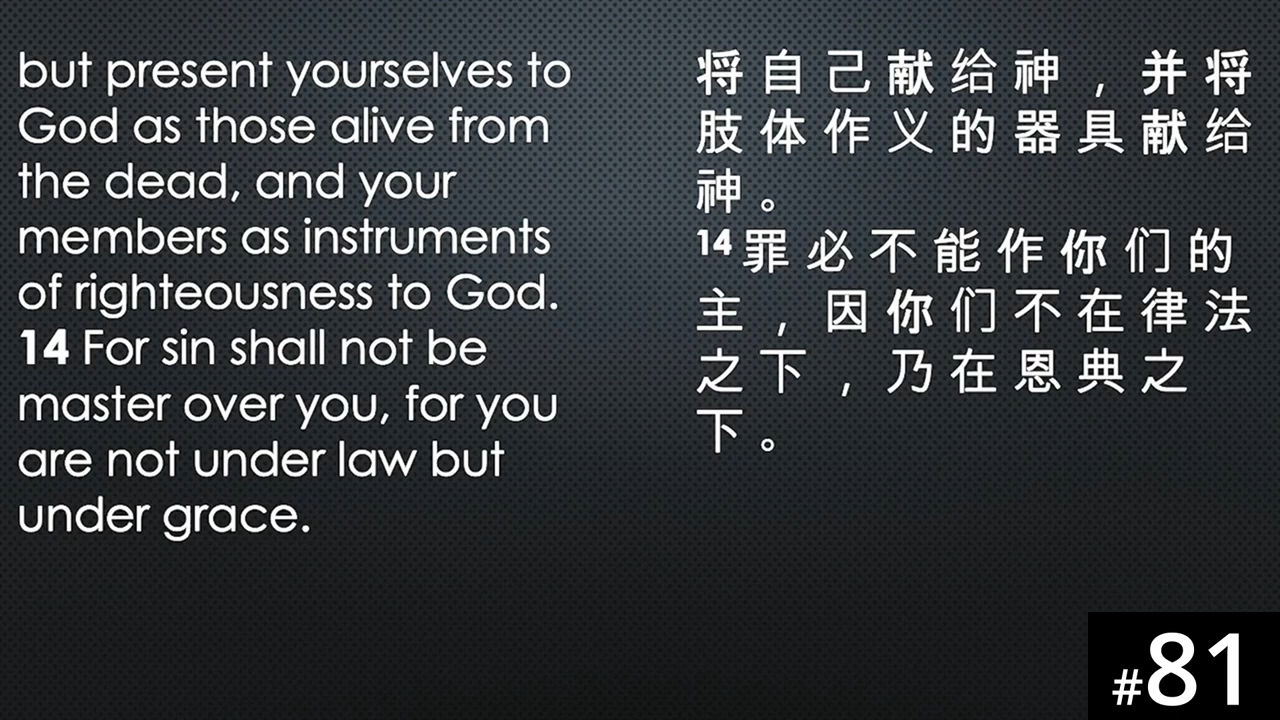 but present yourselves to
God as those alive from
the dead, and your
members as instruments
of righteousness to God.
14 For sin shall not be
master over you, for you
are not under law but
under grace.
将自己献给神，并将
肢体作义的器具献给
神。
14罪必不能作你们的
主，因你们不在律法
之下，乃在恩典之
下。
#81